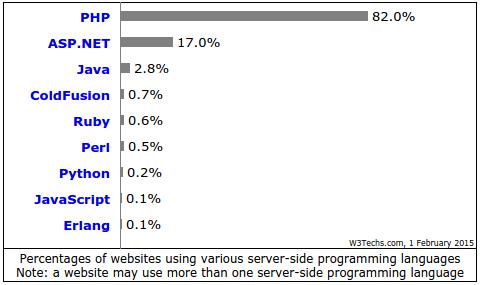 PHP 82.0%
ASP.NET 17.0%
Java 2.8%
ColdFusion 0.7%
Ruby 0.6%
Perl 0.5%
Python 0.2%
JavaScript 0.1%
Erlang 0.1%
W3Techs.com, 1 February 2015
Percentages of websites using various server-side programming languages
Note: a website may use more than one server-side programming language